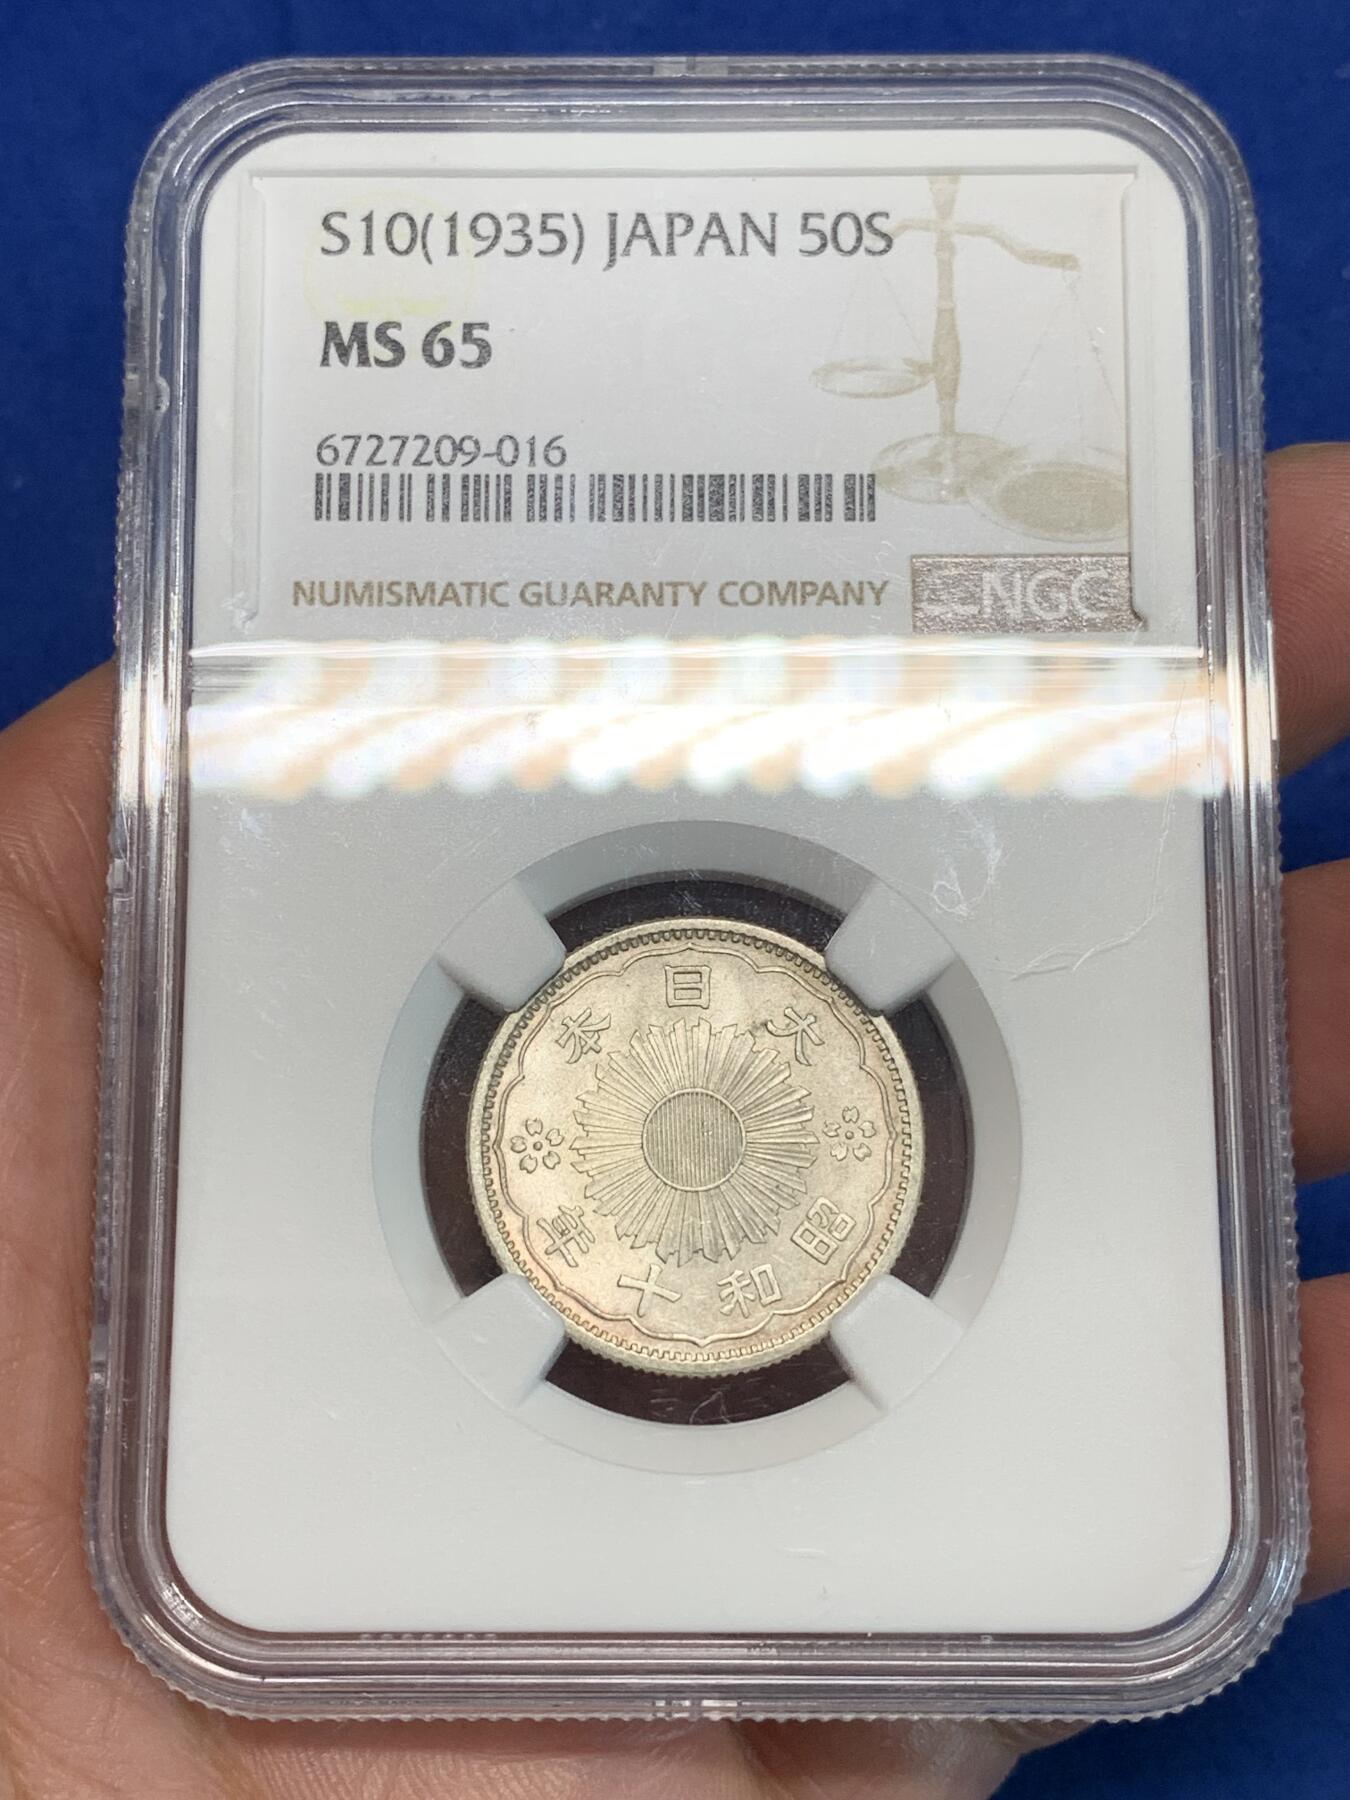 S10(1935) JAPAN 50S
MS 65
6727209-016
NUMISMATIC GUARANTY COMPANY
NGC
大日本
昭和十年